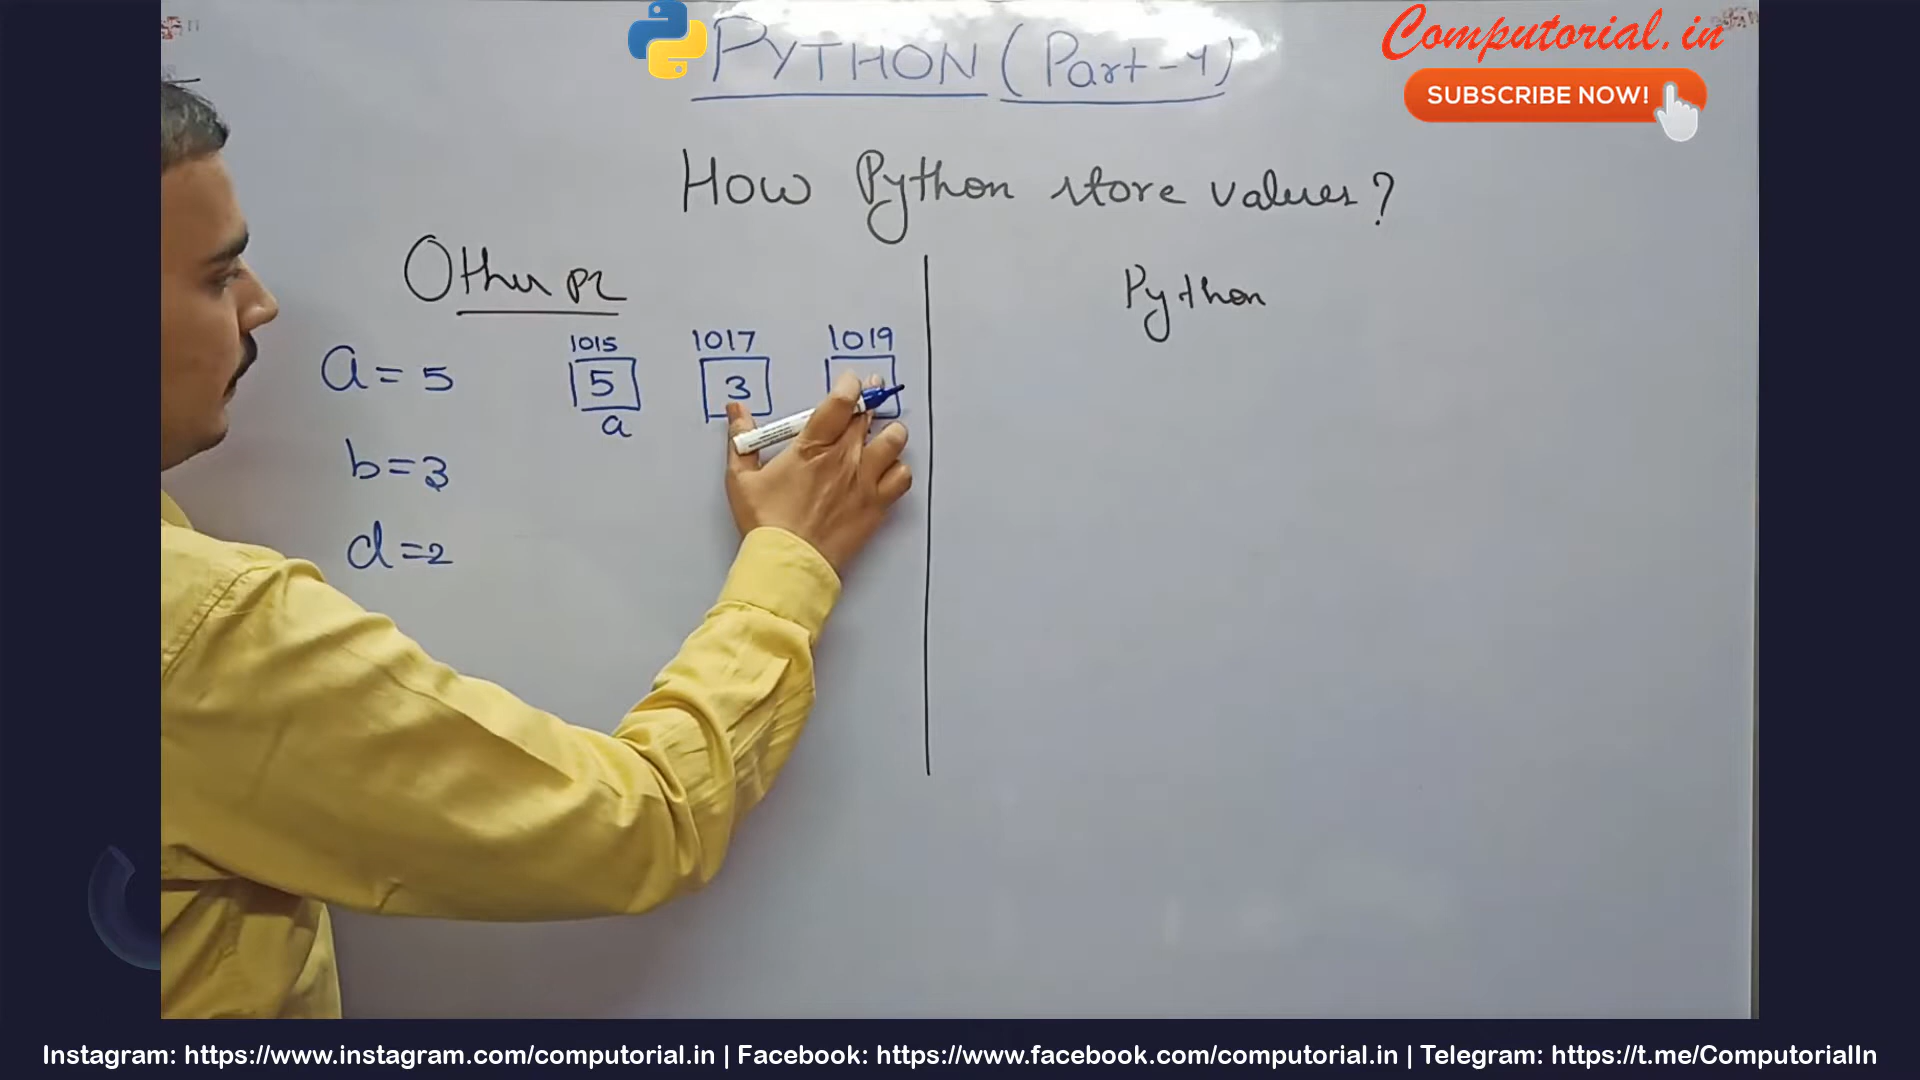 PYTHON (Part-4)
Computorial.in
SUBSCRIBE NOW!
How Python store values?
Other PL
Python
1015 1017 1019
a=5 5 3
a
b=3
d=2
Instagram: https://www.instagram.com/computorial.in | Facebook: https://www.facebook.com/computorial.in | Telegram: https://t.me/ComputorialIn